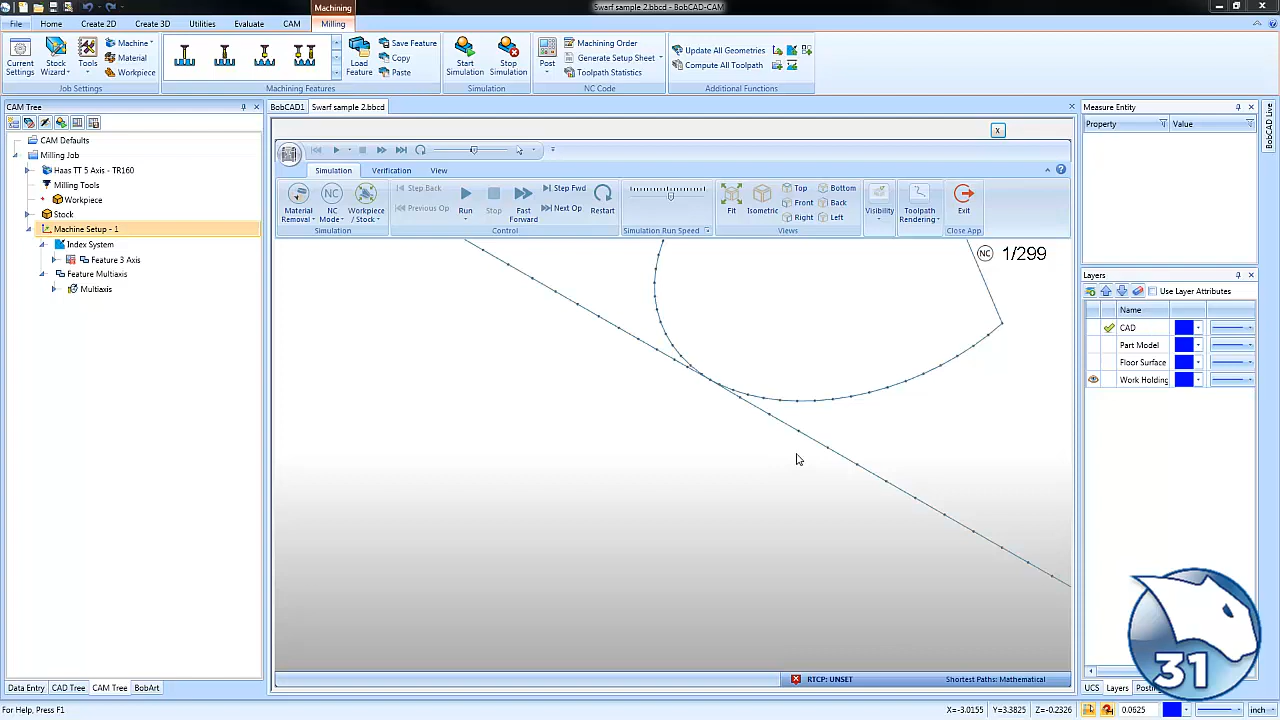 Machining
Swarf sample 2.bbcd - BobCAD-CAM
File Home Create 2D Create 3D Utilities Evaluate CAM Milling
Current Settings
Stock Wizard
Tools
Machine
Material
Workpiece
Load Feature
Save Feature
Copy
Paste
Start Simulation
Stop Simulation
Post
Machining Order
Generate Setup Sheet
Toolpath Statistics
Update All Geometries
Compute All Toolpath
Job Settings Machining Features Simulation NC Code Additional Functions
CAM Tree
BobCAD1 Swarf sample 2.bbcd
Measure Entity
BobCAD Live
Property Value
CAM Defaults
Milling Job
Haas TT 5 Axis - TR160
Milling Tools
Workpiece
Stock
Machine Setup - 1
Index System
Feature 3 Axis
Feature Multiaxis
Multiaxis
x
Simulation Verification View
Material Removal
NC Mode
Workpiece / Stock
Step Back
Previous Op
Run
Stop
Fast Forward
Step Fwd
Next Op
Restart
Fit
Isometric
Top
Front
Right
Bottom
Back
Left
Visibility
Toolpath Rendering
Exit
Simulation Control Simulation Run Speed Views Close App
NC 1/299
Layers
Use Layer Attributes
Name
CAD
Part Model
Floor Surface
Work Holding
31
RTCP: UNSET Shortest Paths: Mathematical
Data Entry CAD Tree CAM Tree BobArt
UCS Layers Posting
For Help, Press F1
X=-3.0155 Y=3.3825 Z=-0.2326 0.0625 inch